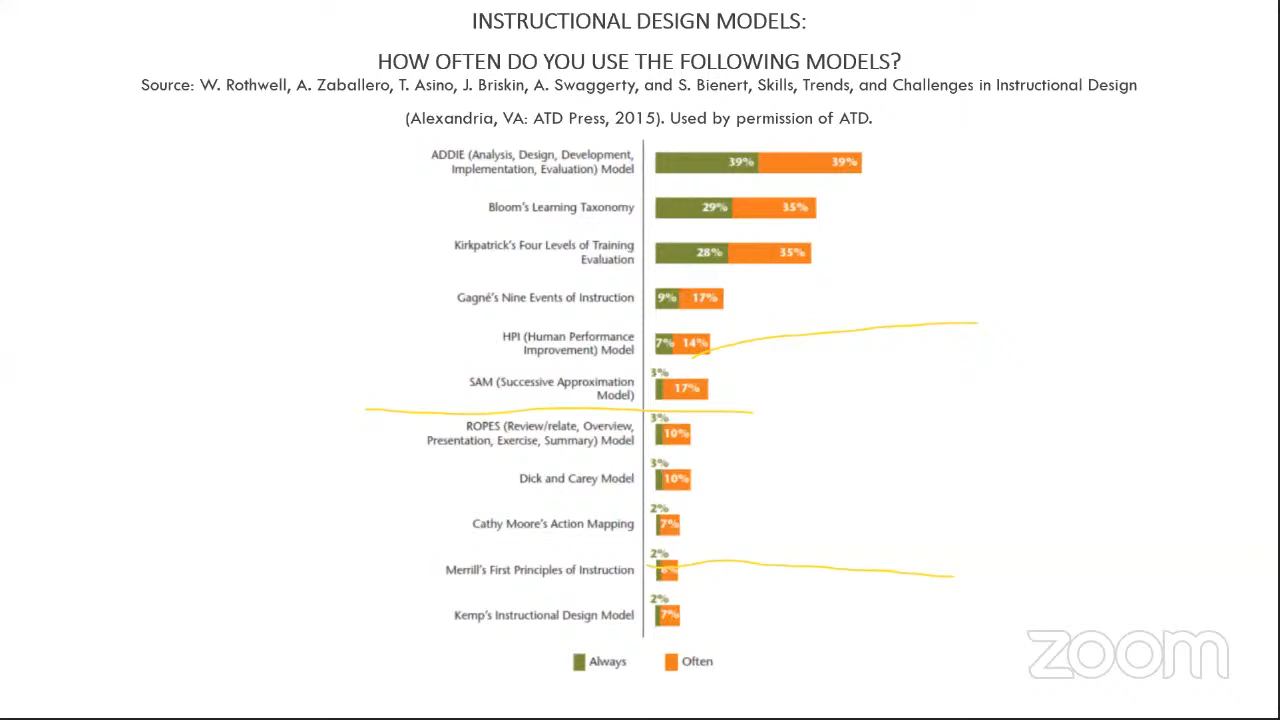 INSTRUCTIONAL DESIGN MODELS:
HOW OFTEN DO YOU USE THE FOLLOWING MODELS?
Source: W. Rothwell, A. Zaballero, T. Asino, J. Briskin, A. Swaggerty, and S. Bienert, Skills, Trends, and Challenges in Instructional Design
(Alexandria, VA: ATD Press, 2015). Used by permission of ATD.
ADDIE (Analysis, Design, Development,
Implementation, Evaluation) Model
39% 39%
Bloom's Learning Taxonomy
29% 35%
Kirkpatrick's Four Levels of Training
Evaluation
28% 35%
Gagné's Nine Events of Instruction
9% 17%
HPI (Human Performance
Improvement) Model
7% 14%
SAM (Successive Approximation
Model)
3%
17%
ROPES (Review/relate, Overview,
Presentation, Exercise, Summary) Model
3%
10%
Dick and Carey Model
3%
10%
Cathy Moore's Action Mapping
2%
7%
Merrill's First Principles of Instruction
2%
Kemp's Instructional Design Model
2%
7%
Always
Often
zoom